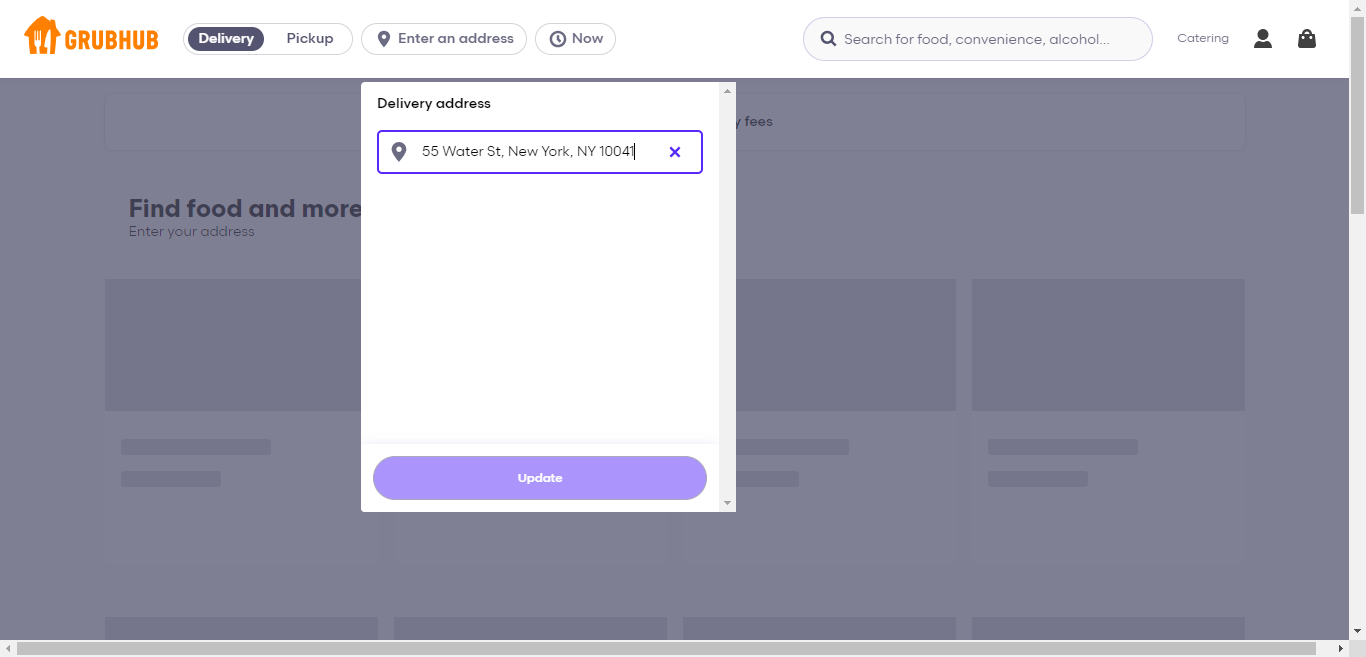 GRUBHUB
Delivery
Pickup
Enter an address
Now
Search for food, convenience, alcohol...
Catering
Delivery address
55 Water St, New York, NY 10041
y fees
Find food and more
Enter your address
Update